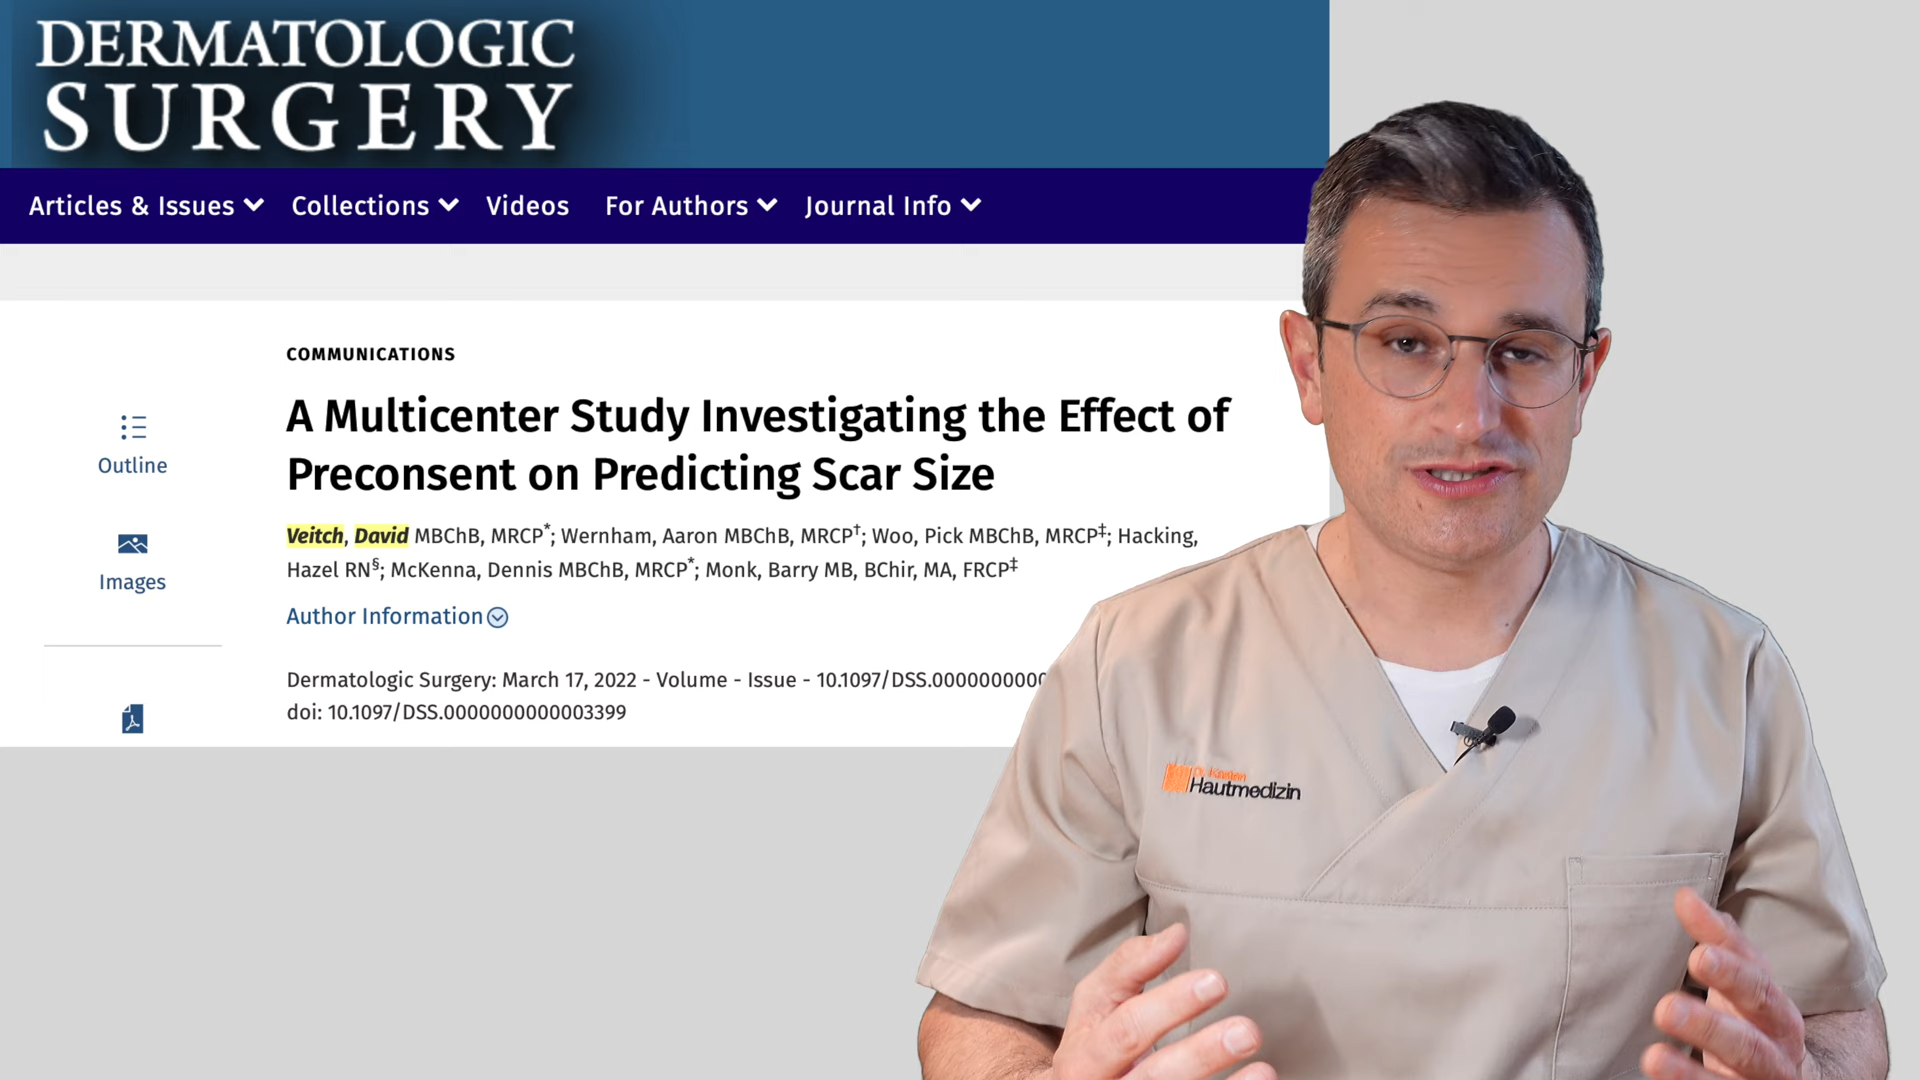 DERMATOLOGIC
SURGERY
Articles & Issues
Collections
Videos
For Authors
Journal Info
COMMUNICATIONS
A Multicenter Study Investigating the Effect of
Preconsent on Predicting Scar Size
Veitch, David MBChB, MRCP*; Wernham, Aaron MBChB, MRCP†; Woo, Pick MBChB, MRCP‡; Hacking,
Hazel RN§; McKenna, Dennis MBChB, MRCP*; Monk, Barry MB, BChir, MA, FRCP‡
Author Information
Dermatologic Surgery: March 17, 2022 - Volume - Issue - 10.1097/DSS.0000000000
doi: 10.1097/DSS.0000000000003399
Outline
Images
Hautmedizin